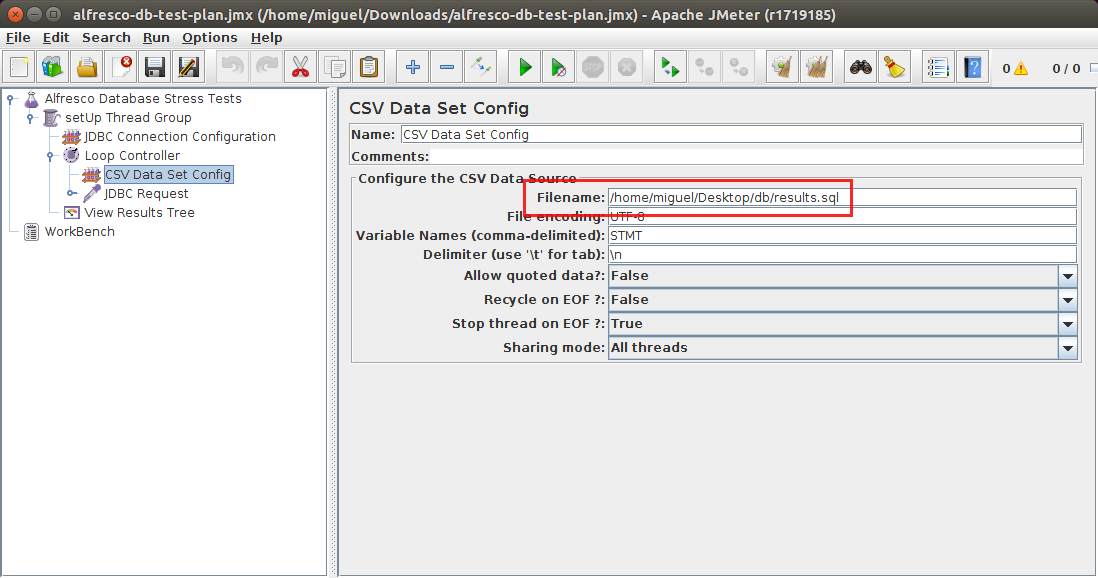 alfresco-db-test-plan.jmx (/home/miguel/Downloads/alfresco-db-test-plan.jmx) - Apache JMeter (r1719185)
File Edit Search Run Options Help
STOP
0 0 / 0
Alfresco Database Stress Tests
setUp Thread Group
JDBC Connection Configuration
Loop Controller
CSV Data Set Config
JDBC Request
View Results Tree
WorkBench
CSV Data Set Config
Name: CSV Data Set Config
Comments:
Configure the CSV Data Source
Filename: /home/miguel/Desktop/db/results.sql
File encoding: UTF-8
Variable Names (comma-delimited): STMT
Delimiter (use '\t' for tab): \n
Allow quoted data?: False
Recycle on EOF ?: False
Stop thread on EOF ?: True
Sharing mode: All threads